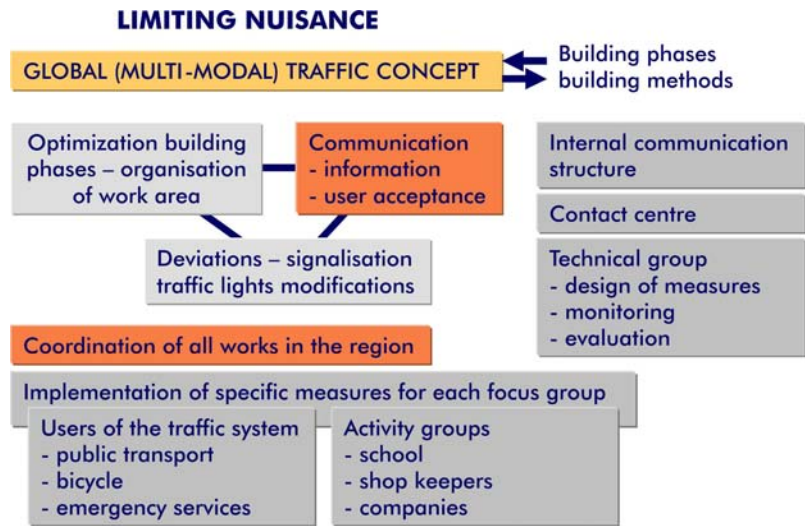 LIMITING NUISANCE
GLOBAL (MULTI-MODAL) TRAFFIC CONCEPT
Building phases
building methods
Optimization building
phases – organisation
of work area
Communication
- information
- user acceptance
Deviations – signalisation
traffic lights modifications
Internal communication
structure
Contact centre
Technical group
- design of measures
- monitoring
- evaluation
Coordination of all works in the region
Implementation of specific measures for each focus group
Users of the traffic system
- public transport
- bicycle
- emergency services
Activity groups
- school
- shop keepers
- companies